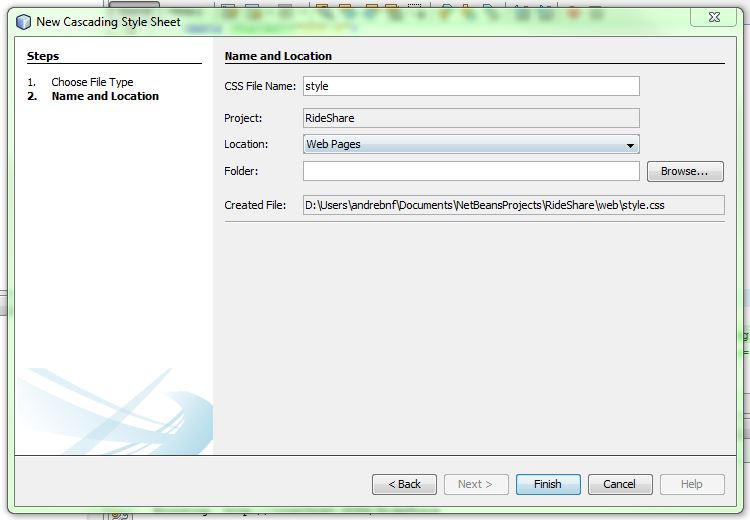 New Cascading Style Sheet
Steps
1. Choose File Type
2. Name and Location
Name and Location
CSS File Name: style
Project: RideShare
Location: Web Pages
Folder:
Browse...
Created File: D:\Users\andrebnf\Documents\NetBeansProjects\RideShare\web\style.css
< Back
Next >
Finish
Cancel
Help